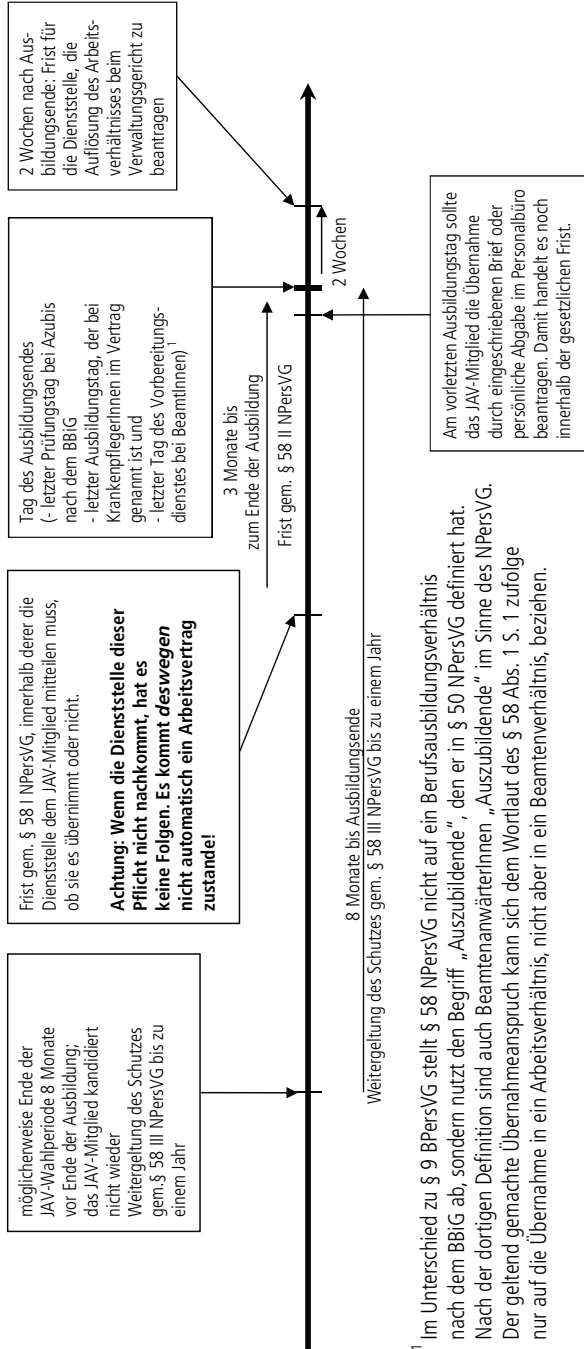 möglicherweise Ende der
JAV-Wahlperiode 8 Monate
vor Ende der Ausbildung;
das JAV-Mitglied kandidiert
nicht wieder
Weitergeltung des Schutzes
gem.§ 58 III NPersVG bis zu
einem Jahr
Frist gem. § 58 I NPersVG, innerhalb derer die
Dienststelle dem JAV-Mitglied mitteilen muss,
ob sie es übernimmt oder nicht.
Achtung: Wenn die Dienststelle dieser
Pflicht nicht nachkommt, hat es
keine Folgen. Es kommt deswegen
nicht automatisch ein Arbeitsvertrag
zustande!
Tag des Ausbildungsendes
(- letzter Prüfungstag bei Azubis
nach dem BBiG
- letzter Ausbildungstag, der bei
KrankenpflegerInnen im Vertrag
genannt ist und
- letzter Tag des Vorbereitungs-
dienstes bei BeamtInnen) 1
2 Wochen nach Aus-
bildungsende: Frist für
die Dienststelle, die
Auflösung des Arbeits-
verhältnisses beim
Verwaltungsgericht zu
beantragen
3 Monate bis
zum Ende der Ausbildung
Frist gem. § 58 II NPersVG
2 Wochen
8 Monate bis Ausbildungsende
Weitergeltung des Schutzes gem. § 58 III NPersVG bis zu einem Jahr
Am vorletzten Ausbildungstag sollte
das JAV-Mitglied die Übernahme
durch eingeschriebenen Brief oder
persönliche Abgabe im Personalbüro
beantragen. Damit handelt es noch
innerhalb der gesetzlichen Frist.
1 Im Unterschied zu § 9 BPersVG stellt § 58 NPersVG nicht auf ein Berufsausbildungsverhältnis
nach dem BBiG ab, sondern nutzt den Begriff „Auszubildende“, den er in § 50 NPersVG definiert hat.
Nach der dortigen Definition sind auch BeamtenanwärterInnen „Auszubildende“ im Sinne des NPersVG.
Der geltend gemachte Übernahmeanspruch kann sich dem Wortlaut des § 58 Abs. 1 S. 1 zufolge
nur auf die Übernahme in ein Arbeitsverhältnis, nicht aber in ein Beamtenverhältnis, beziehen.